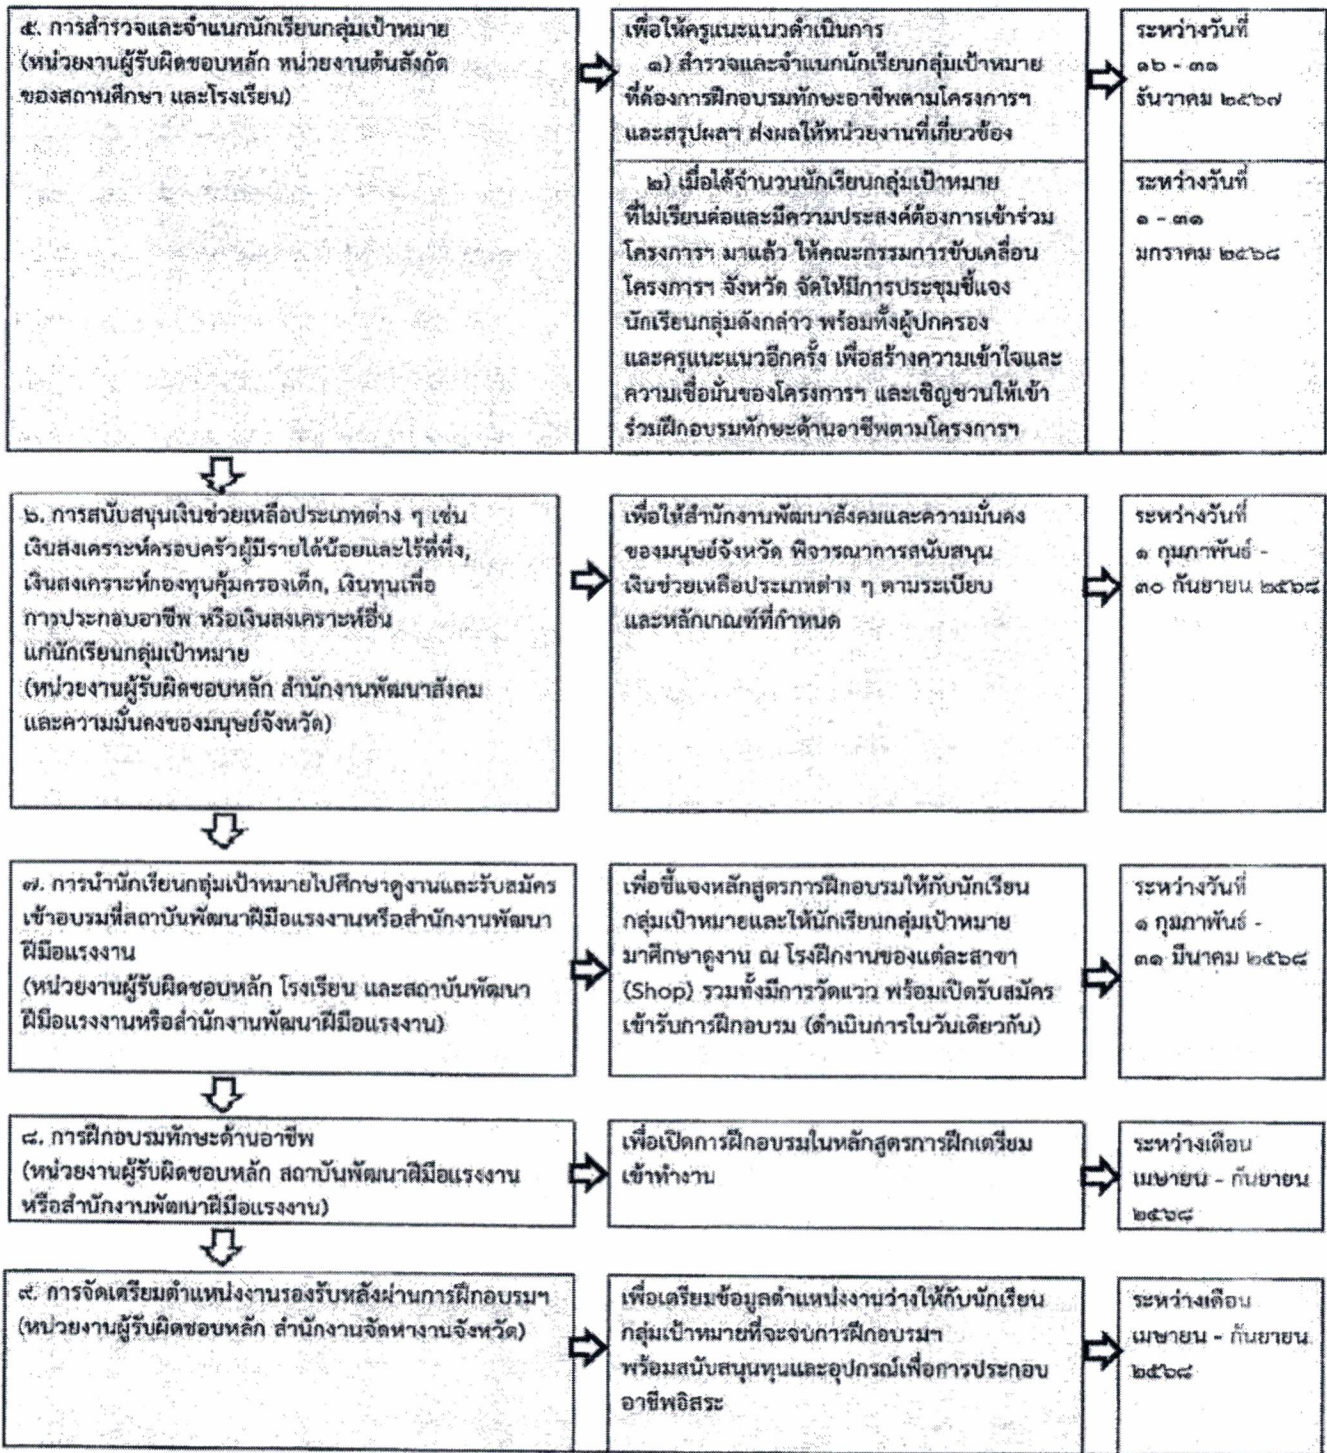 ๕. การสำรวจและจำแนกนักเรียนกลุ่มเป้าหมาย
(หน่วยงานผู้รับผิดชอบหลัก หน่วยงานต้นสังกัด
ของสถานศึกษา และโรงเรียน)
เพื่อให้ครูแนะแนวดำเนินการ
๑) สำรวจและจำแนกนักเรียนกลุ่มเป้าหมาย
ที่ต้องการฝึกอบรมทักษะอาชีพตามโครงการฯ
และสรุปผลฯ ส่งผลให้หน่วยงานที่เกี่ยวข้อง
ระหว่างวันที่
๑๖ - ๓๑
ธันวาคม ๒๕๖๗
๒) เมื่อได้จำนวนนักเรียนกลุ่มเป้าหมาย
ที่ไม่เรียนต่อและมีความประสงค์ต้องการเข้าร่วม
โครงการฯ มาแล้ว ให้คณะกรรมการขับเคลื่อน
โครงการฯ จังหวัด จัดให้มีการประชุมชี้แจง
นักเรียนกลุ่มดังกล่าว พร้อมทั้งผู้ปกครอง
และครูแนะแนวอีกครั้ง เพื่อสร้างความเข้าใจและ
ความเชื่อมั่นของโครงการฯ และเชิญชวนให้เข้า
ร่วมฝึกอบรมทักษะด้านอาชีพตามโครงการฯ
ระหว่างวันที่
๑ - ๓๑
มกราคม ๒๕๖๘
๖. การสนับสนุนเงินช่วยเหลือประเภทต่าง ๆ เช่น
เงินสงเคราะห์ครอบครัวผู้มีรายได้น้อยและไร้ที่พึ่ง,
เงินสงเคราะห์กองทุนคุ้มครองเด็ก, เงินทุนเพื่อ
การประกอบอาชีพ หรือเงินสงเคราะห์อื่น
แก่นักเรียนกลุ่มเป้าหมาย
(หน่วยงานผู้รับผิดชอบหลัก สำนักงานพัฒนาสังคม
และความมั่นคงของมนุษย์จังหวัด)
เพื่อให้สำนักงานพัฒนาสังคมและความมั่นคง
ของมนุษย์จังหวัด พิจารณาการสนับสนุน
เงินช่วยเหลือประเภทต่าง ๆ ตามระเบียบ
และหลักเกณฑ์ที่กำหนด
ระหว่างวันที่
๑ กุมภาพันธ์ -
๓๐ กันยายน ๒๕๖๘
๗. การนำนักเรียนกลุ่มเป้าหมายไปศึกษาดูงานและรับสมัคร
เข้าอบรมที่สถาบันพัฒนาฝีมือแรงงานหรือสำนักงานพัฒนา
ฝีมือแรงงาน
(หน่วยงานผู้รับผิดชอบหลัก โรงเรียน และสถาบันพัฒนา
ฝีมือแรงงานหรือสำนักงานพัฒนาฝีมือแรงงาน)
เพื่อชี้แจงหลักสูตรการฝึกอบรมให้กับนักเรียน
กลุ่มเป้าหมายและให้นักเรียนกลุ่มเป้าหมาย
มาศึกษาดูงาน ณ โรงฝึกงานของแต่ละสาขา
(Shop) รวมทั้งมีการวัดแวว พร้อมเปิดรับสมัคร
เข้ารับการฝึกอบรม (ดำเนินการในวันเดียวกัน)
ระหว่างวันที่
๑ กุมภาพันธ์ -
๓๑ มีนาคม ๒๕๖๘
๘. การฝึกอบรมทักษะด้านอาชีพ
(หน่วยงานผู้รับผิดชอบหลัก สถาบันพัฒนาฝีมือแรงงาน
หรือสำนักงานพัฒนาฝีมือแรงงาน)
เพื่อเปิดการฝึกอบรมในหลักสูตรการฝึกเตรียม
เข้าทำงาน
ระหว่างเดือน
เมษายน - กันยายน
๒๕๖๘
๙. การจัดเตรียมตำแหน่งงานรองรับหลังผ่านการฝึกอบรมฯ
(หน่วยงานผู้รับผิดชอบหลัก สำนักงานจัดหางานจังหวัด)
เพื่อเตรียมข้อมูลตำแหน่งงานว่างให้กับนักเรียน
กลุ่มเป้าหมายที่จะจบการฝึกอบรมฯ
พร้อมสนับสนุนทุนและอุปกรณ์เพื่อการประกอบ
อาชีพอิสระ
ระหว่างเดือน
เมษายน - กันยายน
๒๕๖๘